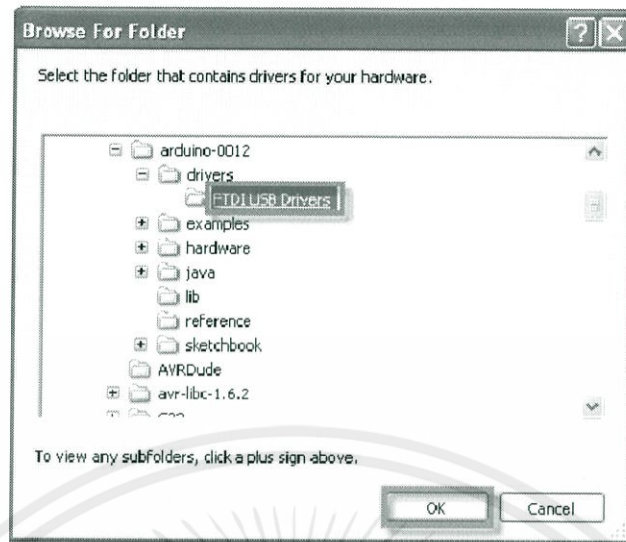 Browse For Folder
Select the folder that contains drivers for your hardware.
arduino-0012
drivers
FTDI USB Drivers
examples
hardware
java
lib
reference
sketchbook
AVRDude
avr-libc-1.6.2
To view any subfolders, click a plus sign above.
OK
Cancel